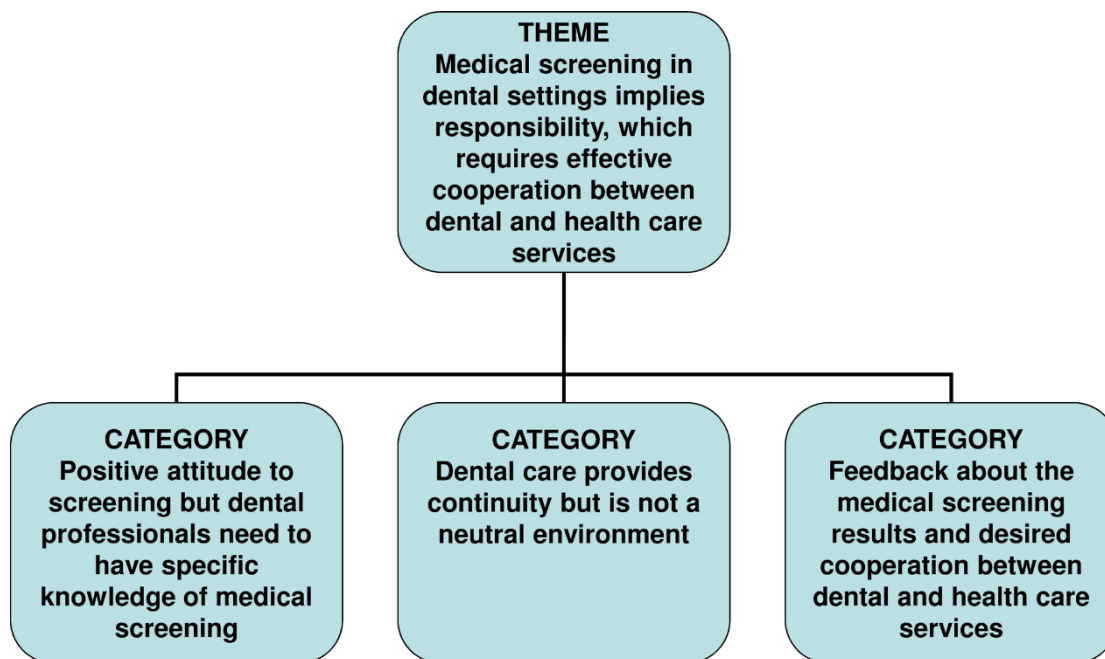 THEME
Medical screening in
dental settings implies
responsibility, which
requires effective
cooperation between
dental and health care
services
CATEGORY
Positive attitude to
screening but dental
professionals need to
have specific
knowledge of medical
screening
CATEGORY
Dental care provides
continuity but is not a
neutral environment
CATEGORY
Feedback about the
medical screening
results and desired
cooperation between
dental and health care
services